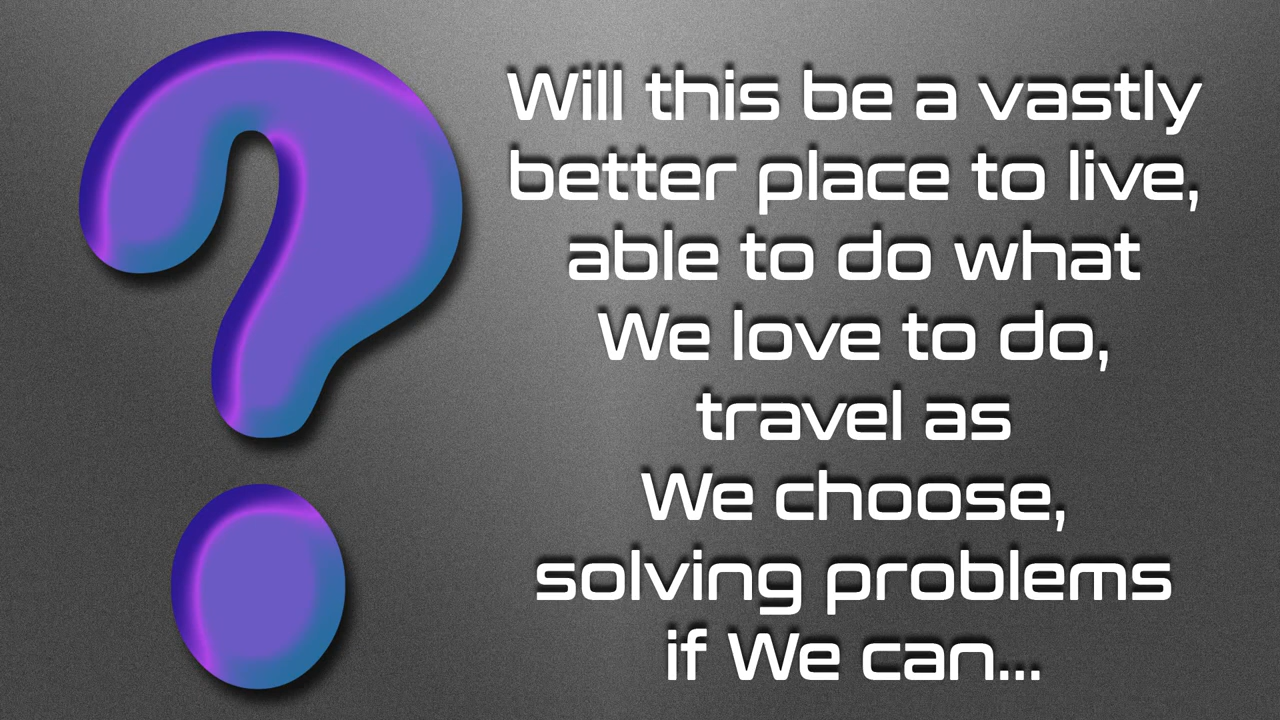 Will this be a vastly
better place to live,
able to do what
We love to do,
travel as
We choose,
solving problems
if We can...